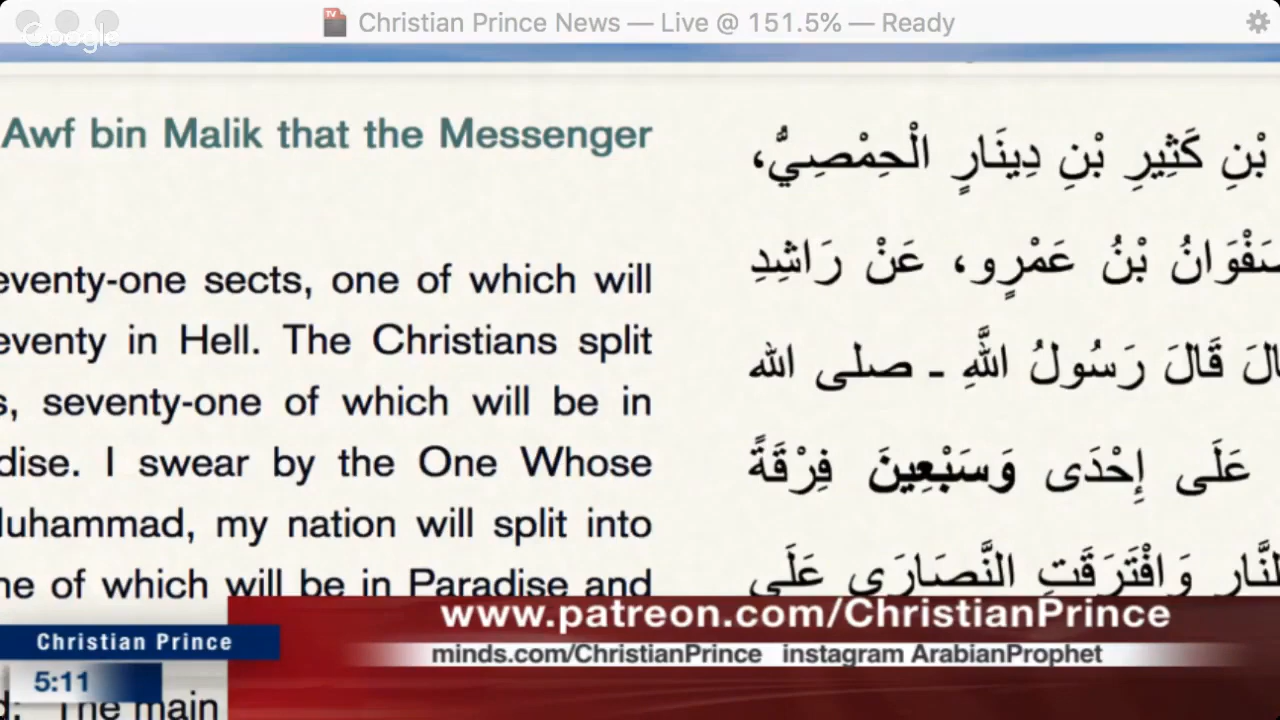 Christian Prince News — Live @ 151.5% — Ready
Google
Awf bin Malik that the Messenger
eventy-one sects, one of which will
eventy in Hell. The Christians split
s, seventy-one of which will be in
dise. I swear by the One Whose
Muhammad, my nation will split into
ne of which will be in Paradise and
The main
بْنِ كَثِيرِ بْنِ دِينَارٍ الْحِمْصِيُّ،
صَفْوَانُ بْنُ عَمْرٍو، عَنْ رَاشِدِ
قَالَ رَسُولُ اللَّهِ ـ صلى الله
عَلَى إِحْدَى وَسَبْعِينَ فِرْقَةً
النَّارِ وَافْتَرَقَتِ النَّصَارَى عَلَى
www.patreon.com/ChristianPrince
minds.com/ChristianPrince instagram ArabianProphet
Christian Prince
5:11